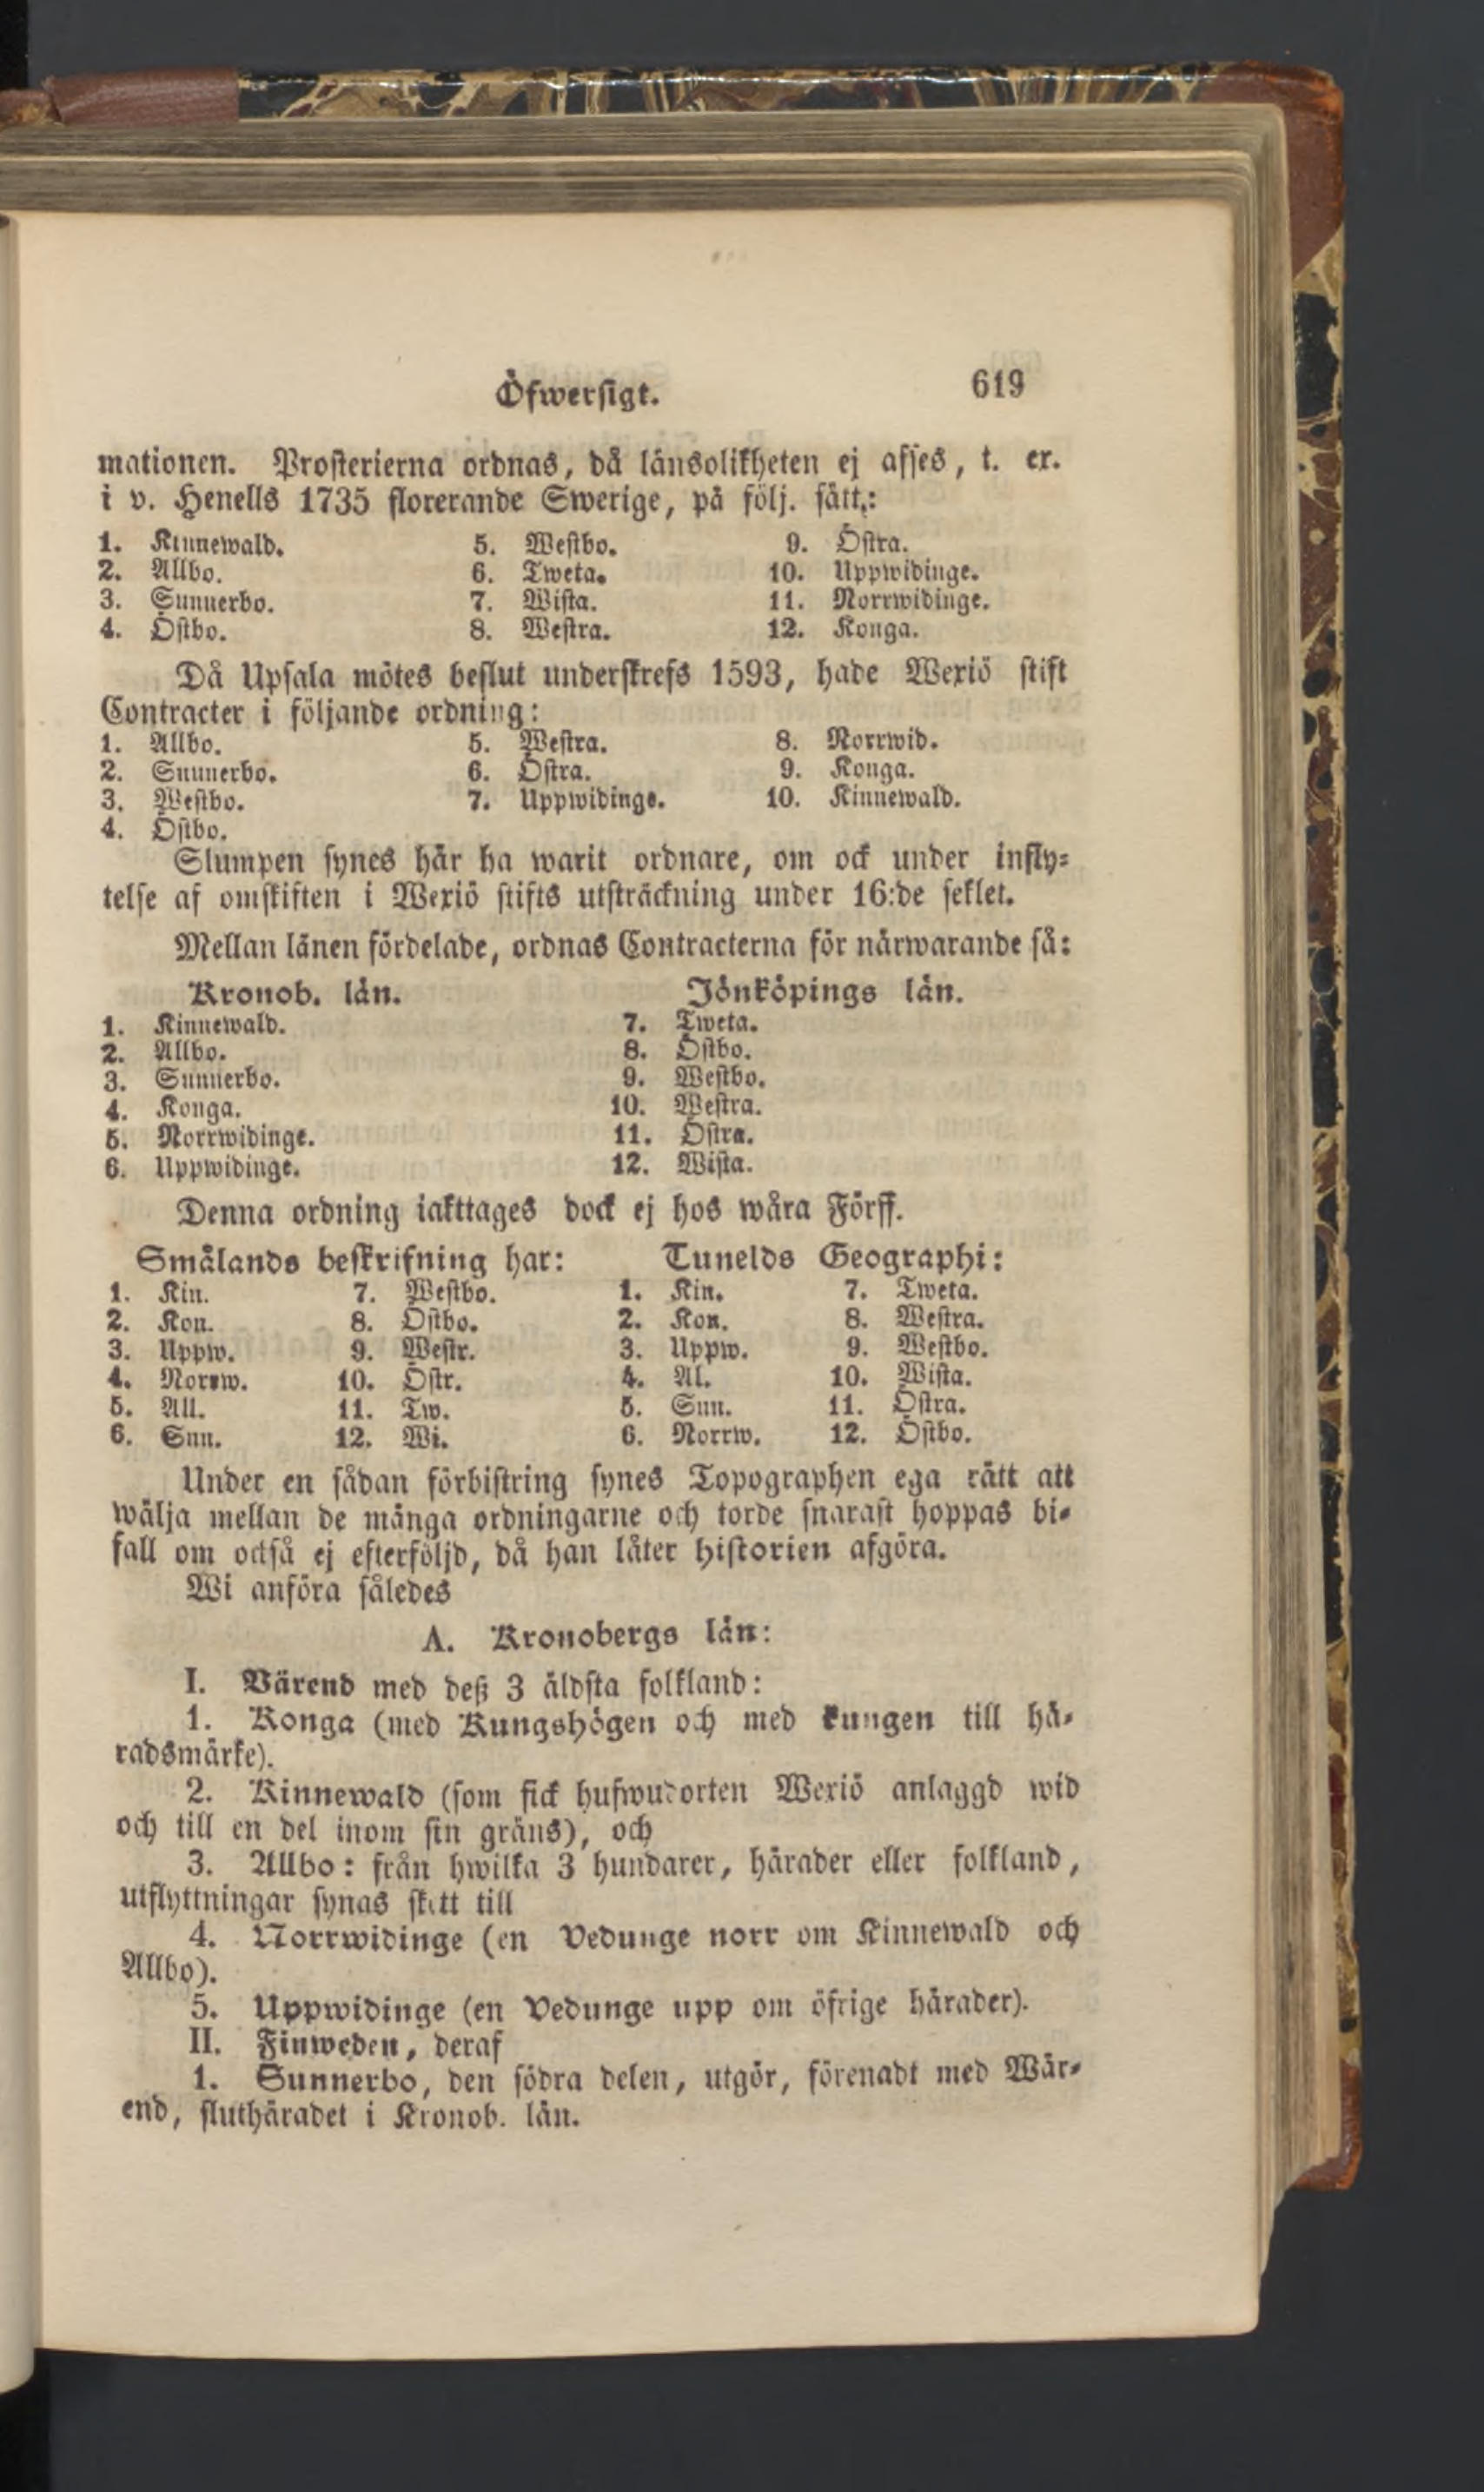 Öfwersigt. 619
mationen. Prosterierna ordnas, då länsolikheten ej afses, t. ex.
i v. Henells 1735 florerande Swerige, på följ. sätt,:
1. Kinnewald. 5. Westbo. 9. Östra.
2. Allbo. 6. Tweta. 10. Uppwidinge.
3. Sunnerbo. 7. Wista. 11. Norrwidinge.
4. Östbo. 8. Westra. 12. Konga.
Då Upsala mötes beslut underskrefs 1593, hade Wexiö stift
Contracter i följande ordning:
1. Allbo. 5. Westra. 8. Norrwid.
2. Sunnerbo. 6. Östra. 9. Konga.
3. Westbo. 7. Uppwidinge. 10. Kinnewald.
4. Östbo.
Slumpen synes här ha warit ordnare, om ock under infly-
telse af omskiften i Wexiö stifts utsträckning under 16:de seklet.
Mellan länen fördelade, ordnas Contracterna för närwarande så:
Kronob. län. Jönköpings län.
1. Kinnewald. 7. Tweta.
2. Allbo. 8. Östbo.
3. Sunnerbo. 9. Westbo.
4. Konga. 10. Westra.
5. Norrwidinge. 11. Östra.
6. Uppwidinge. 12. Wista.
Denna ordning iakttages dock ej hos wåra Förff.
Smålands beskrifning har: Tunelds Geographi:
1. Kin. 7. Westbo. 1. Kin. 7. Tweta.
2. Kon. 8. Östbo. 2. Kon. 8. Westra.
3. Uppw. 9. Westr. 3. Uppw. 9. Westbo.
4. Norrw. 10. Östr. 4. Al. 10. Wista.
5. All. 11. Tw. 5. Sun. 11. Östra.
6. Sun. 12. Wi. 6. Norrw. 12. Östbo.
Under en sådan förbistring synes Topographen ega rätt att
wälja mellan de många ordningarne och torde snarast hoppas bi-
fall om också ej efterföljd, då han låter historien afgöra.
Wi anföra således
A. Kronobergs län:
I. Värend med deß 3 äldsta folkland:
1. Konga (med Kungshögen och med kungen till hä-
radsmärke).
2. Kinnewald (som fick hufwudorten Wexiö anlaggd wid
och till en del inom sin gräns), och
3. Allbo: från hwilka 3 hundarer, härader eller folkland,
utflyttningar synas skett till
4. Norrwidinge (en Vedunge norr om Kinnewald och
Allbo).
5. Uppwidinge (en Vedunge upp om öfrige härader).
II. Finweden, deraf
1. Sunnerbo, den södra delen, utgör, förenadt med Wär-
end, sluthäradet i Kronob. län.